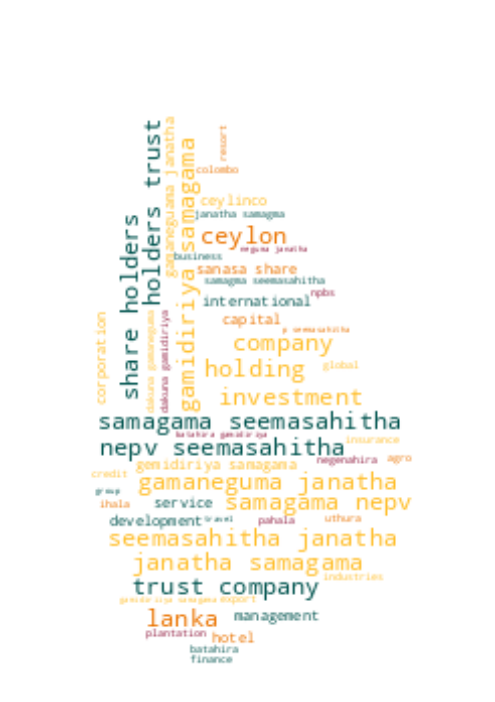 share holders
holders trust
gamaneguma janatha
gamidiriya samagama
resort
colombo
ceylinco
janatha samagma
ceylon
neguma janatha
business
sanasa share
samagma seemasahitha
npbs
international
capital
p seemasahitha
corporation
dakuna gamaneguma
dakuna gamidiriya
company
holding
global
investment
samagama seemasahitha
batahira gamidiriya
nepv seemasahitha
insurance
gemidiriya samagama
negenahira
agro
credit
gamaneguma janatha
group
ihala
service
samagama nepv
development
travel
pahala
uthura
seemasahitha janatha
janatha samagama
industries
trust company
gamidiriya samagama
export
lanka
management
plantation
hotel
batahira
finance